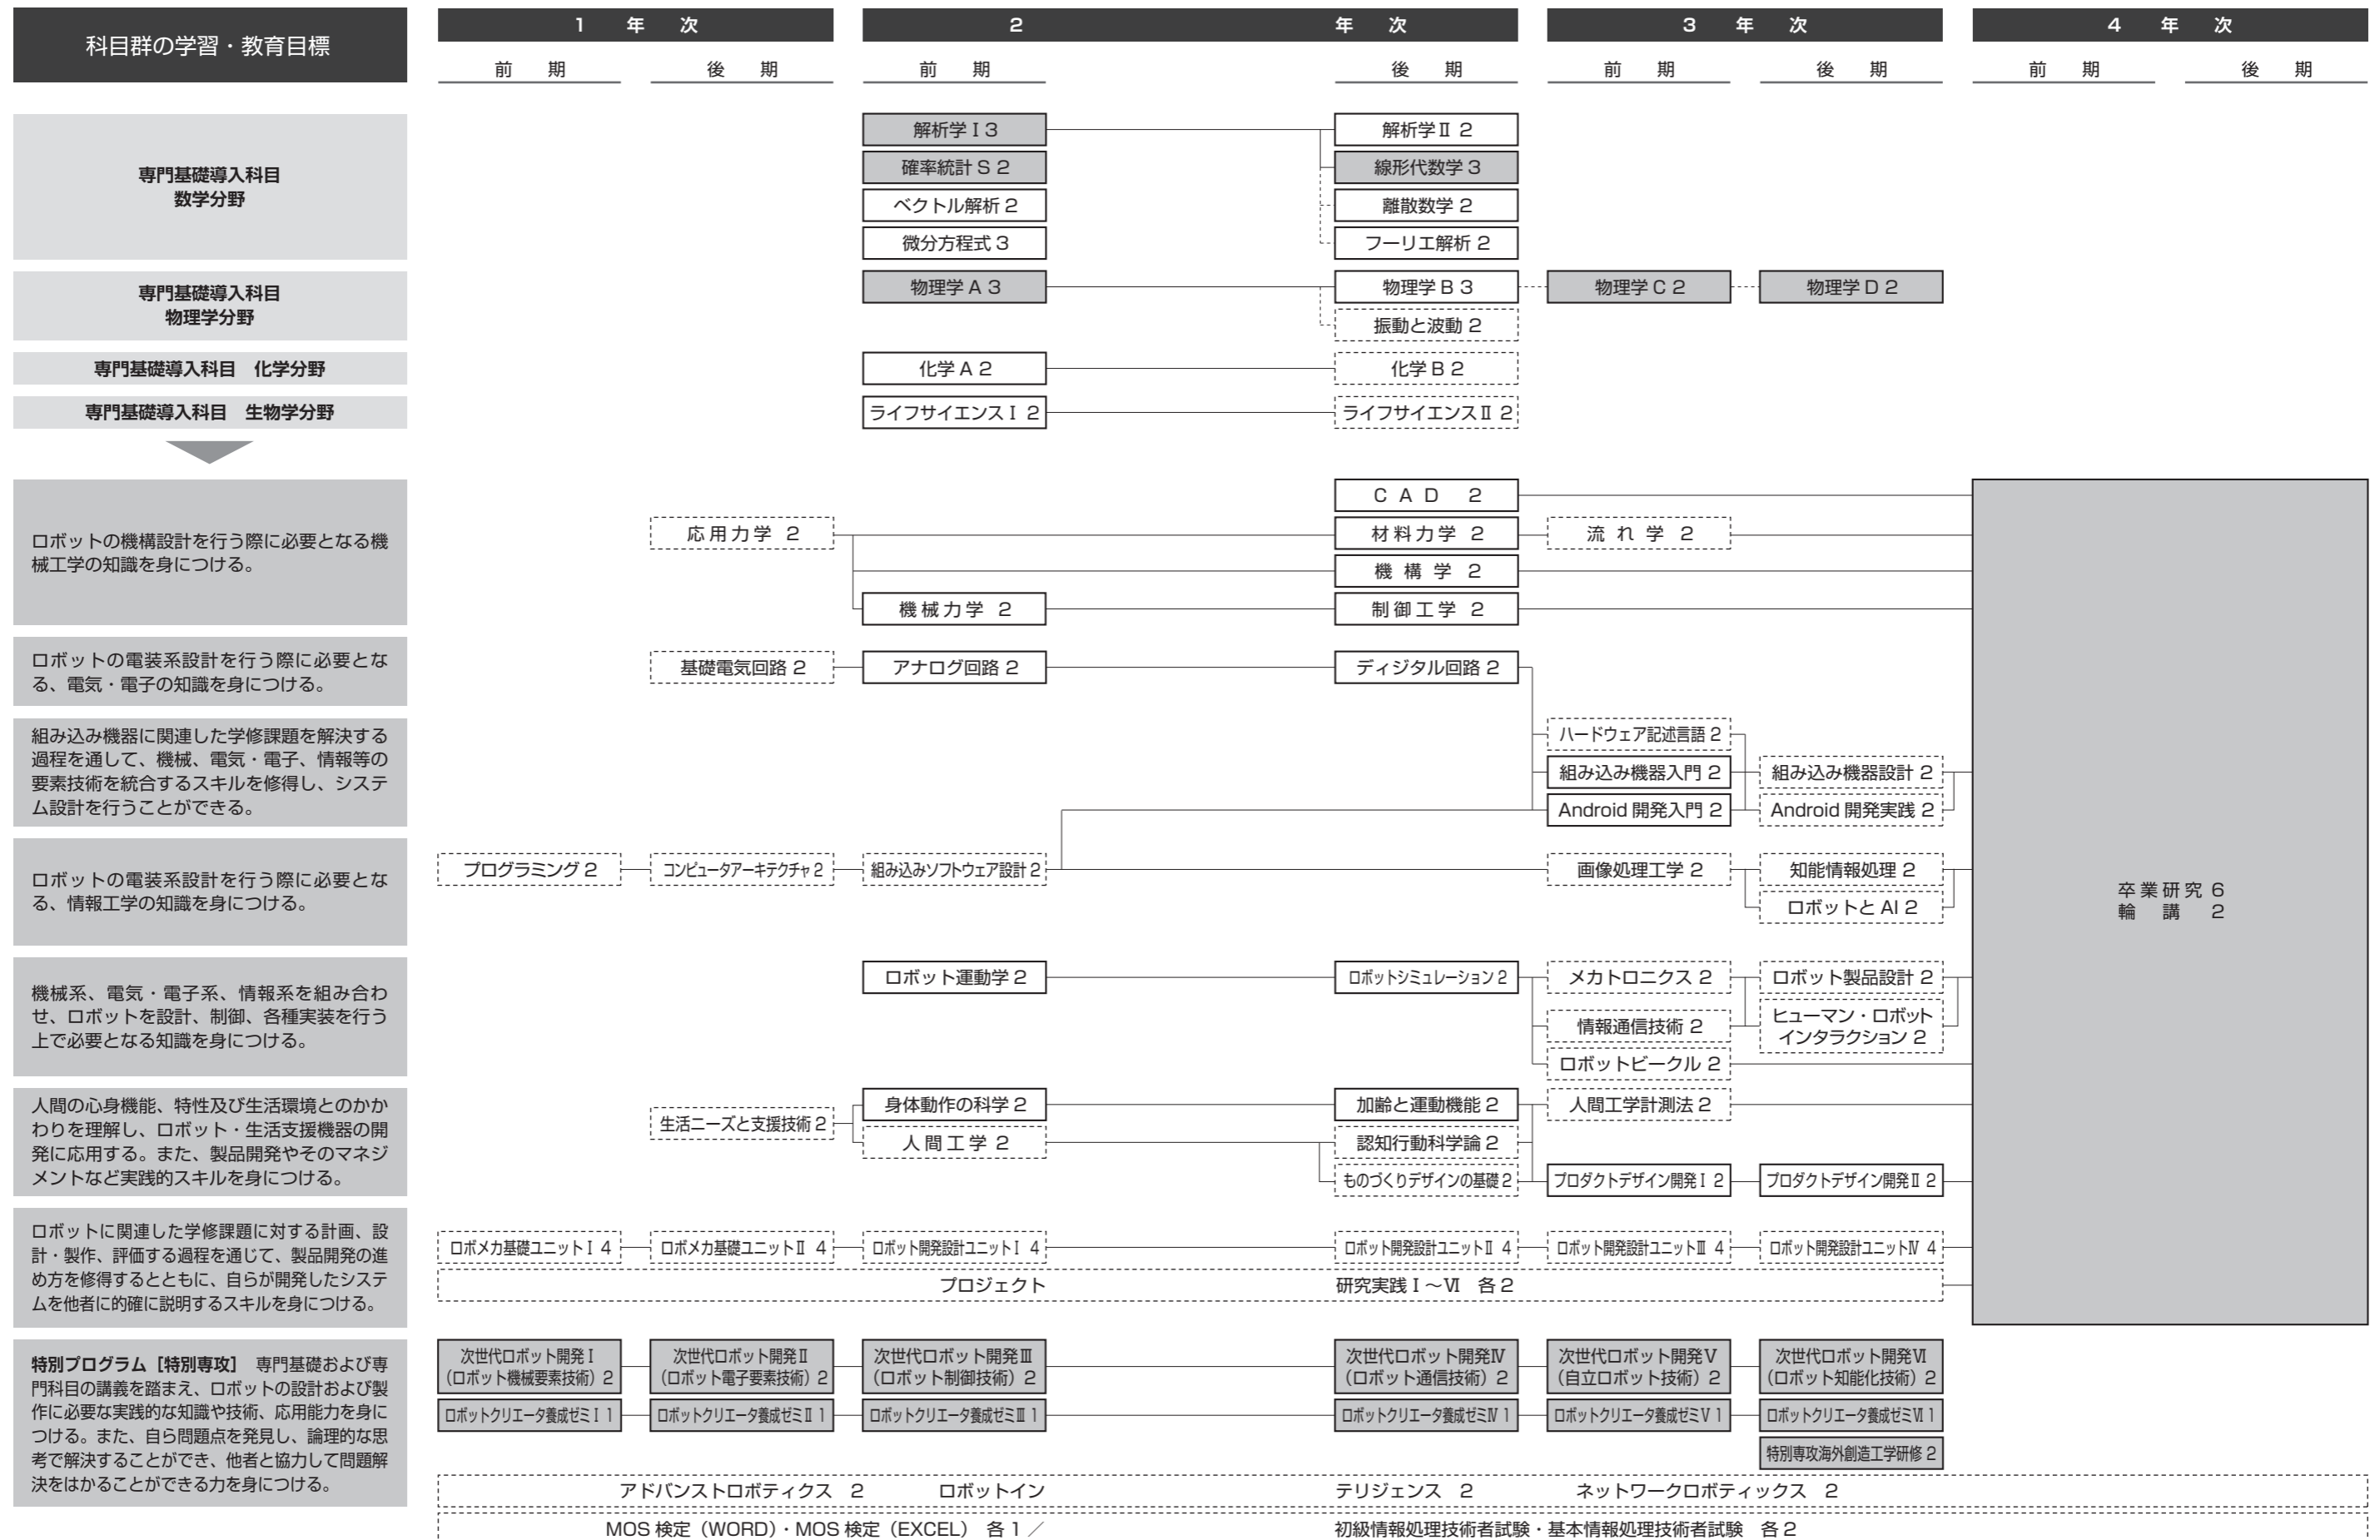 科目群の学習・教育目標
1 年 次
2 年 次
3 年 次
4 年 次
前 期
後 期
前 期
後 期
前 期
後 期
前 期
後 期
専門基礎導入科目
数学分野
解析学Ⅰ 3
解析学Ⅱ 2
確率統計 S 2
線形代数学 3
ベクトル解析 2
離散数学 2
微分方程式 3
フーリエ解析 2
専門基礎導入科目
物理学分野
物理学 A 3
物理学 B 3
物理学 C 2
物理学 D 2
振動と波動 2
専門基礎導入科目 化学分野
化学 A 2
化学 B 2
専門基礎導入科目 生物学分野
ライフサイエンスⅠ 2
ライフサイエンスⅡ 2
ロボットの機構設計を行う際に必要となる機
械工学の知識を身につける。
CAD 2
応用力学 2
材料力学 2
流れ学 2
機構学 2
機械力学 2
制御工学 2
ロボットの電装系設計を行う際に必要とな
る、電気・電子の知識を身につける。
基礎電気回路 2
アナログ回路 2
ディジタル回路 2
組み込み機器に関連した学修課題を解決する
過程を通して、機械、電気・電子、情報等の
要素技術を統合するスキルを修得し、システ
ム設計を行うことができる。
ハードウェア記述言語 2
組み込み機器入門 2
組み込み機器設計 2
Android 開発入門 2
Android 開発実践 2
ロボットの電装系設計を行う際に必要とな
る、情報工学の知識を身につける。
プログラミング 2
コンピュータアーキテクチャ 2
組み込みソフトウェア設計 2
画像処理工学 2
知能情報処理 2
ロボットと AI 2
卒業研究 6
輪 講 2
機械系、電気・電子系、情報系を組み合わ
せ、ロボットを設計、制御、各種実装を行う
上で必要となる知識を身につける。
ロボット運動学 2
ロボットシミュレーション 2
メカトロニクス 2
ロボット製品設計 2
情報通信技術 2
ヒューマン・ロボット
インタラクション 2
ロボットビークル 2
人間の心身機能、特性及び生活環境とのかか
わりを理解し、ロボット・生活支援機器の開
発に応用する。また、製品開発やそのマネジ
メントなど実践的スキルを身につける。
生活ニーズと支援技術 2
身体動作の科学 2
加齢と運動機能 2
人間工学計測法 2
人間工学 2
認知行動科学論 2
ものづくりデザインの基礎 2
プロダクトデザイン開発Ⅰ 2
プロダクトデザイン開発Ⅱ 2
ロボットに関連した学修課題に対する計画、設
計・製作、評価する過程を通じて、製品開発の進
め方を修得するとともに、自らが開発したシステ
ムを他者に的確に説明するスキルを身につける。
ロボメカ基礎ユニットⅠ 4
ロボメカ基礎ユニットⅡ 4
ロボット開発設計ユニットⅠ 4
ロボット開発設計ユニットⅡ 4
ロボット開発設計ユニットⅢ 4
ロボット開発設計ユニットⅣ 4
プロジェクト 研究実践Ⅰ～Ⅵ 各 2
特別プログラム［特別専攻］ 専門基礎および専
門科目の講義を踏まえ、ロボットの設計および製
作に必要な実践的な知識や技術、応用能力を身に
つける。また、自ら問題点を発見し、論理的な思
考で解決することができ、他者と協力して問題解
決をはかることができる力を身につける。
次世代ロボット開発Ⅰ
（ロボット機械要素技術）2
次世代ロボット開発Ⅱ
（ロボット電子要素技術）2
次世代ロボット開発Ⅲ
（ロボット制御技術）2
次世代ロボット開発Ⅳ
（ロボット通信技術）2
次世代ロボット開発Ⅴ
（自立ロボット技術）2
次世代ロボット開発Ⅵ
（ロボット知能化技術）2
ロボットクリエータ養成ゼミⅠ 1
ロボットクリエータ養成ゼミⅡ 1
ロボットクリエータ養成ゼミⅢ 1
ロボットクリエータ養成ゼミⅣ 1
ロボットクリエータ養成ゼミⅤ 1
ロボットクリエータ養成ゼミⅥ 1
特別専攻海外創造工学研修 2
アドバンストロボティクス 2 ロボットイン テリジェンス 2 ネットワークロボティックス 2
MOS 検定（WORD）・MOS 検定（EXCEL） 各 1 ／ 初級情報処理技術者試験・基本情報処理技術者試験 各 2